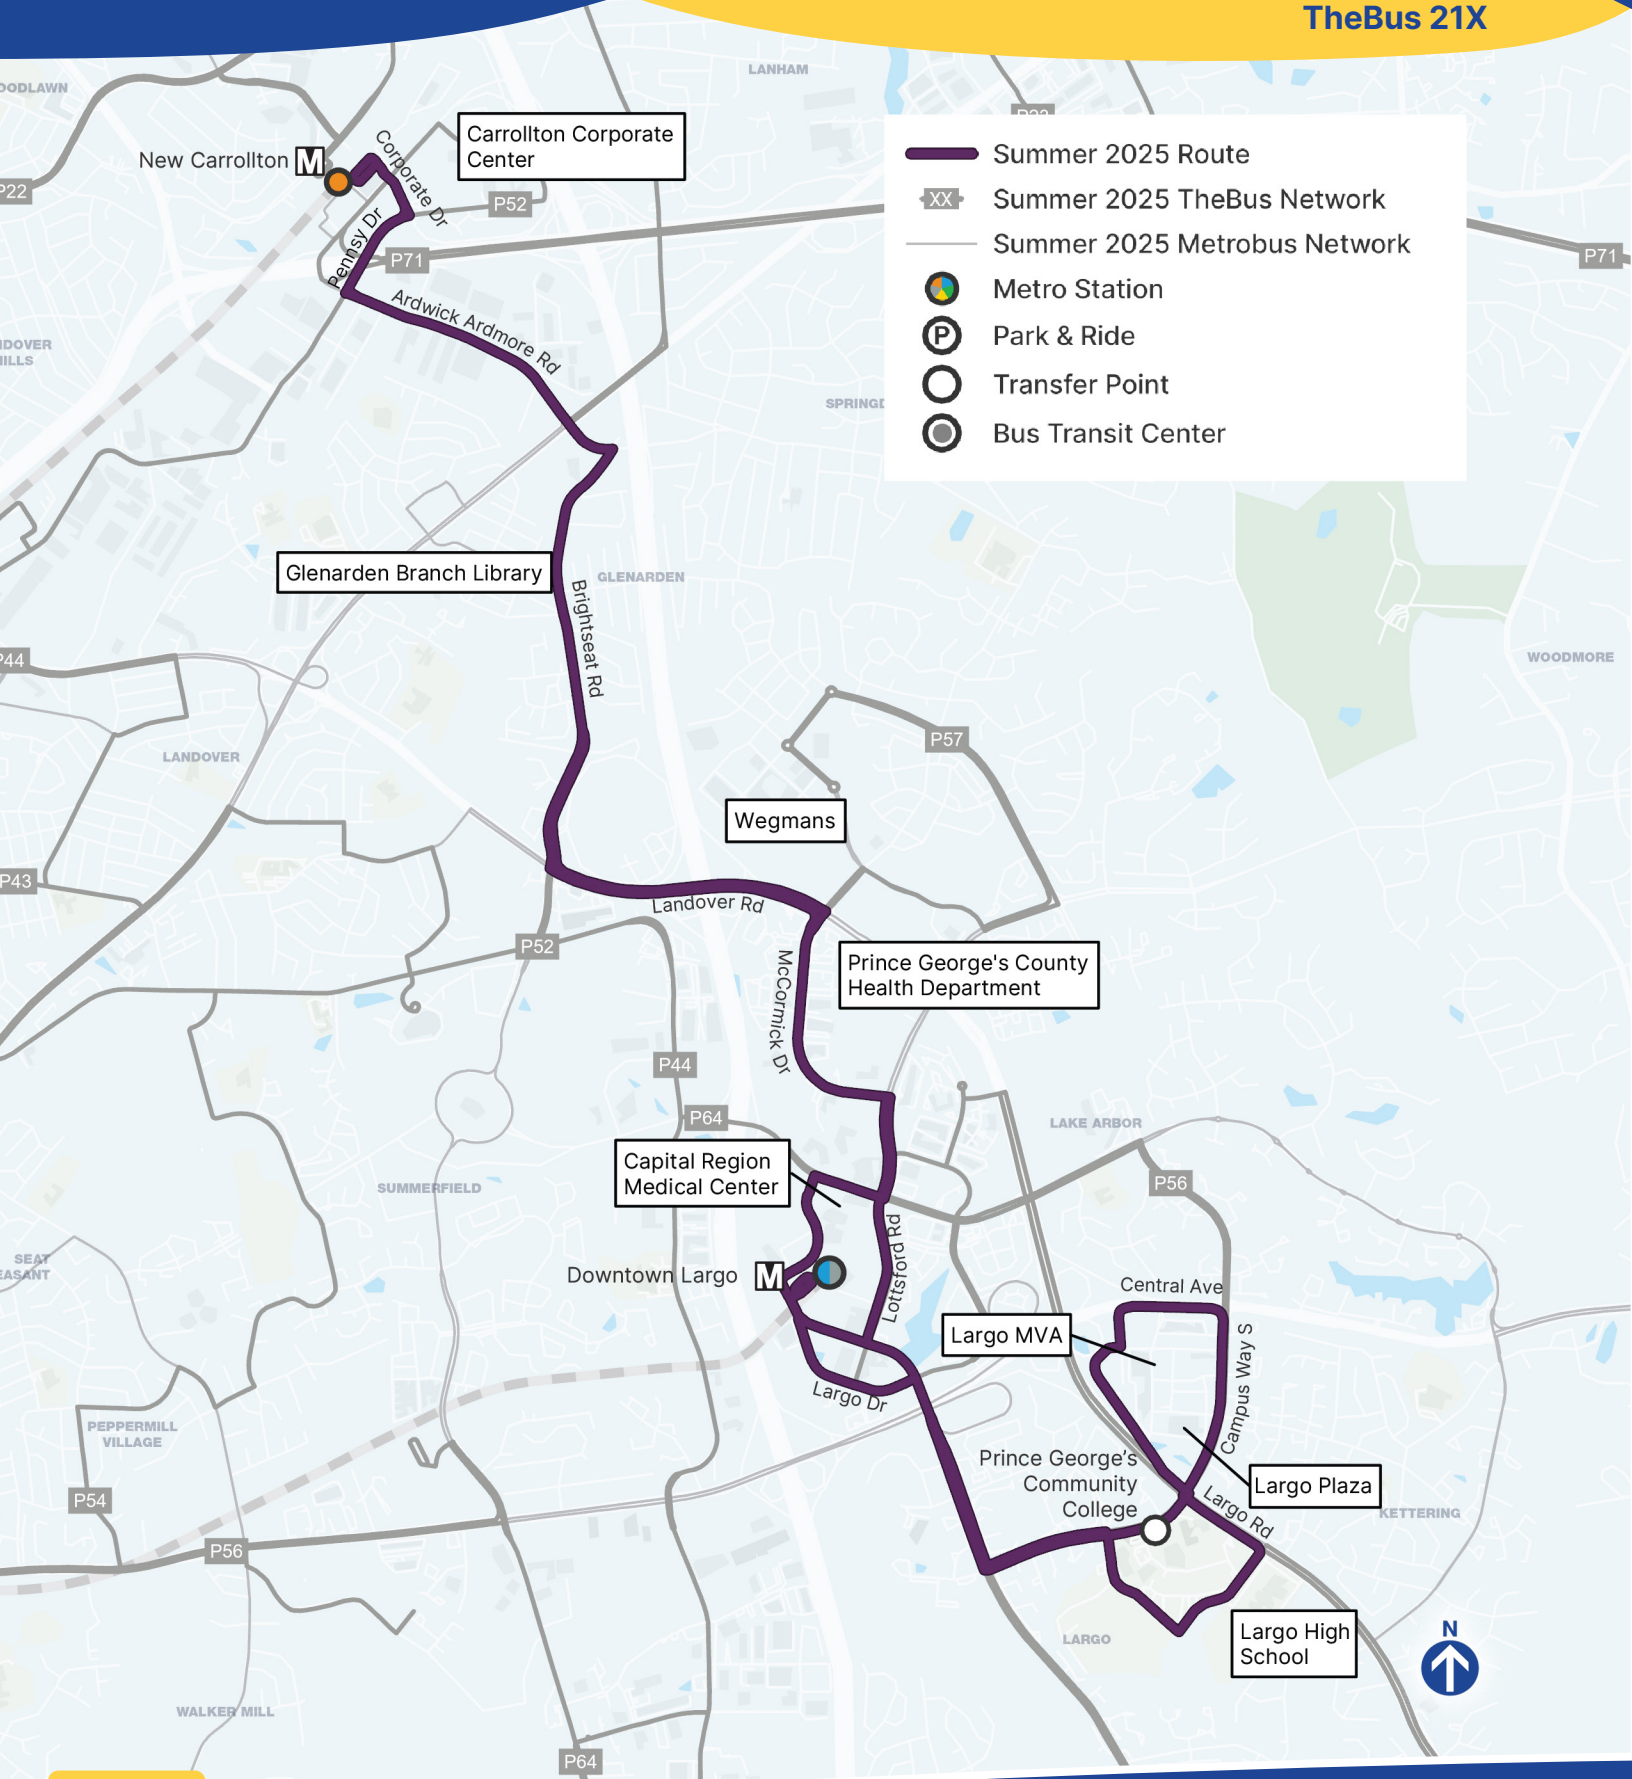 TheBus 21X
LANHAM
New Carrollton
M
Corporate Dr
Carrollton Corporate
Center
P22
P52
Pennsy Dr
P71
Ardwick Ardmore Rd
Summer 2025 Route
XX
Summer 2025 TheBus Network
Summer 2025 Metrobus Network
Metro Station
P
Park & Ride
Transfer Point
Bus Transit Center
P71
Glenarden Branch Library
GLENARDEN
Brightseat Rd
P44
WOODMORE
LANDOVER
P57
Wegmans
P43
Landover Rd
P52
McCormick Dr
Prince George's County
Health Department
P44
P64
LAKE ARBOR
Capital Region
Medical Center
SUMMERFIELD
P56
SEAT
Lottsford Rd
Downtown Largo
M
Central Ave
Largo MVA
Campus Way S
Largo Dr
PEPPERMILL
VILLAGE
Prince George’s
Community
College
Largo Plaza
P54
Largo Rd
KETTERING
P56
LARGO
Largo High
School
N
WALKER MILL
P64